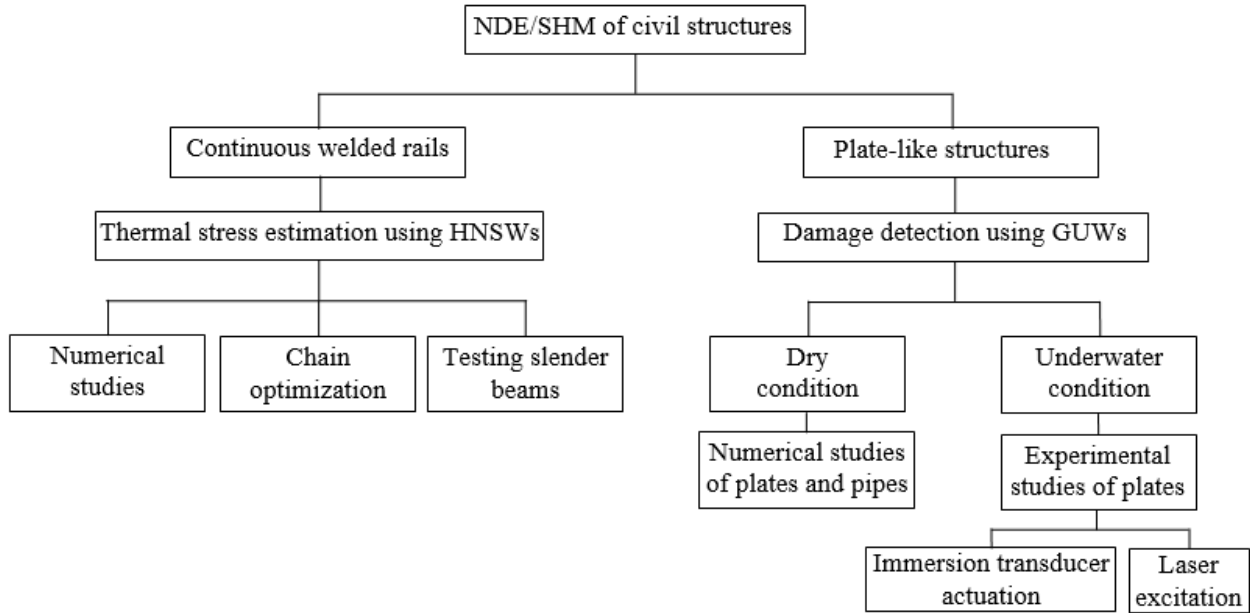 NDE/SHM of civil structures
Continuous welded rails
Plate-like structures
Thermal stress estimation using HNSWs
Damage detection using GUWs
Numerical
studies
Chain
optimization
Testing slender
beams
Dry
condition
Underwater
condition
Numerical studies
of plates and pipes
Experimental
studies of plates
Immersion transducer
actuation
Laser
excitation